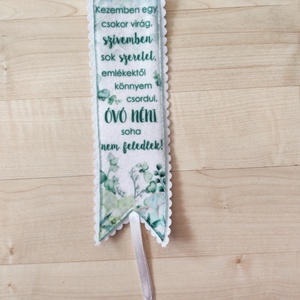 Kezemben egy
csokor virág,
szívemben
sok szeretet,
emlékektől
könnyem
csordul,
ÓVÓ NÉNI
soha
nem feledlek!